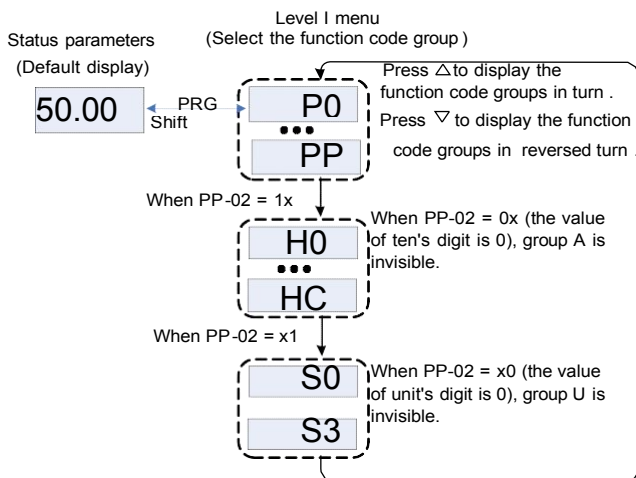 Level I menu
(Select the function code group )
Status parameters
(Default display)
50.00
PRG
Shift
P0
•••
PP
Press △to display the
function code groups in turn .
Press ▽ to display the function
code groups in reversed turn .
When PP-02 = 1x
H0
•••
HC
When PP-02 = 0x (the value
of ten's digit is 0), group A is
invisible.
When PP-02 = x1
S0
S3
When PP-02 = x0 (the value
of unit's digit is 0), group U is
invisible.